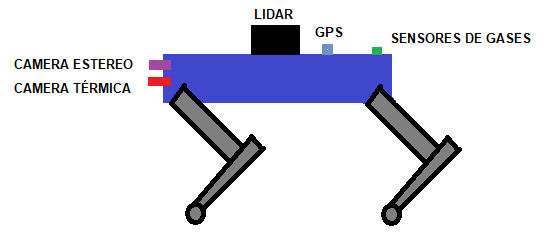 LIDAR
GPS
SENSORES DE GASES
CAMERA ESTEREO
CAMERA TÉRMICA